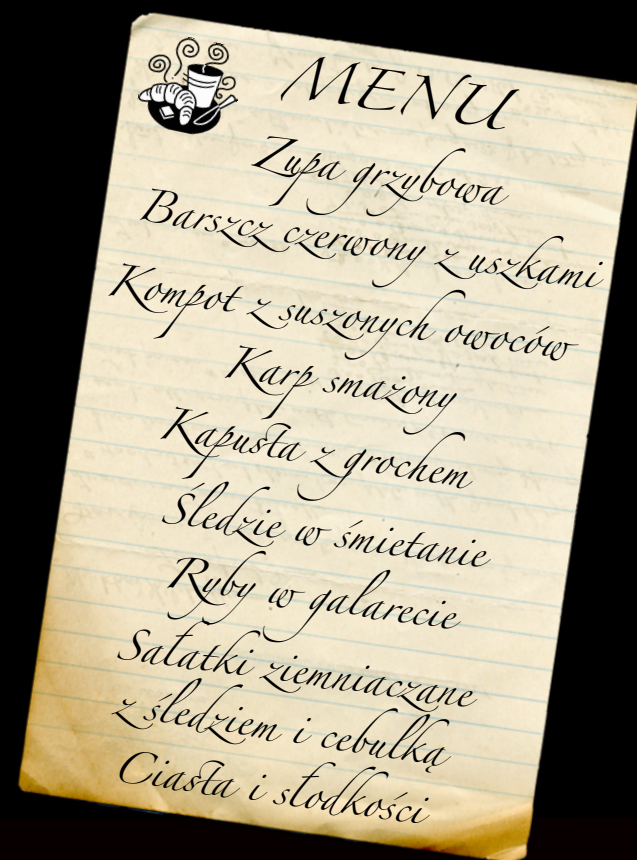 MENU
Zupa grzybowa
Barszcz czerwony z uszkami
Kompot z suszonych owoców
Karp smażony
Kapusta z grochem
Śledzie w śmietanie
Ryby w galarecie
Sałatki ziemniaczane
z śledziem i cebulką
Ciasta i słodkości